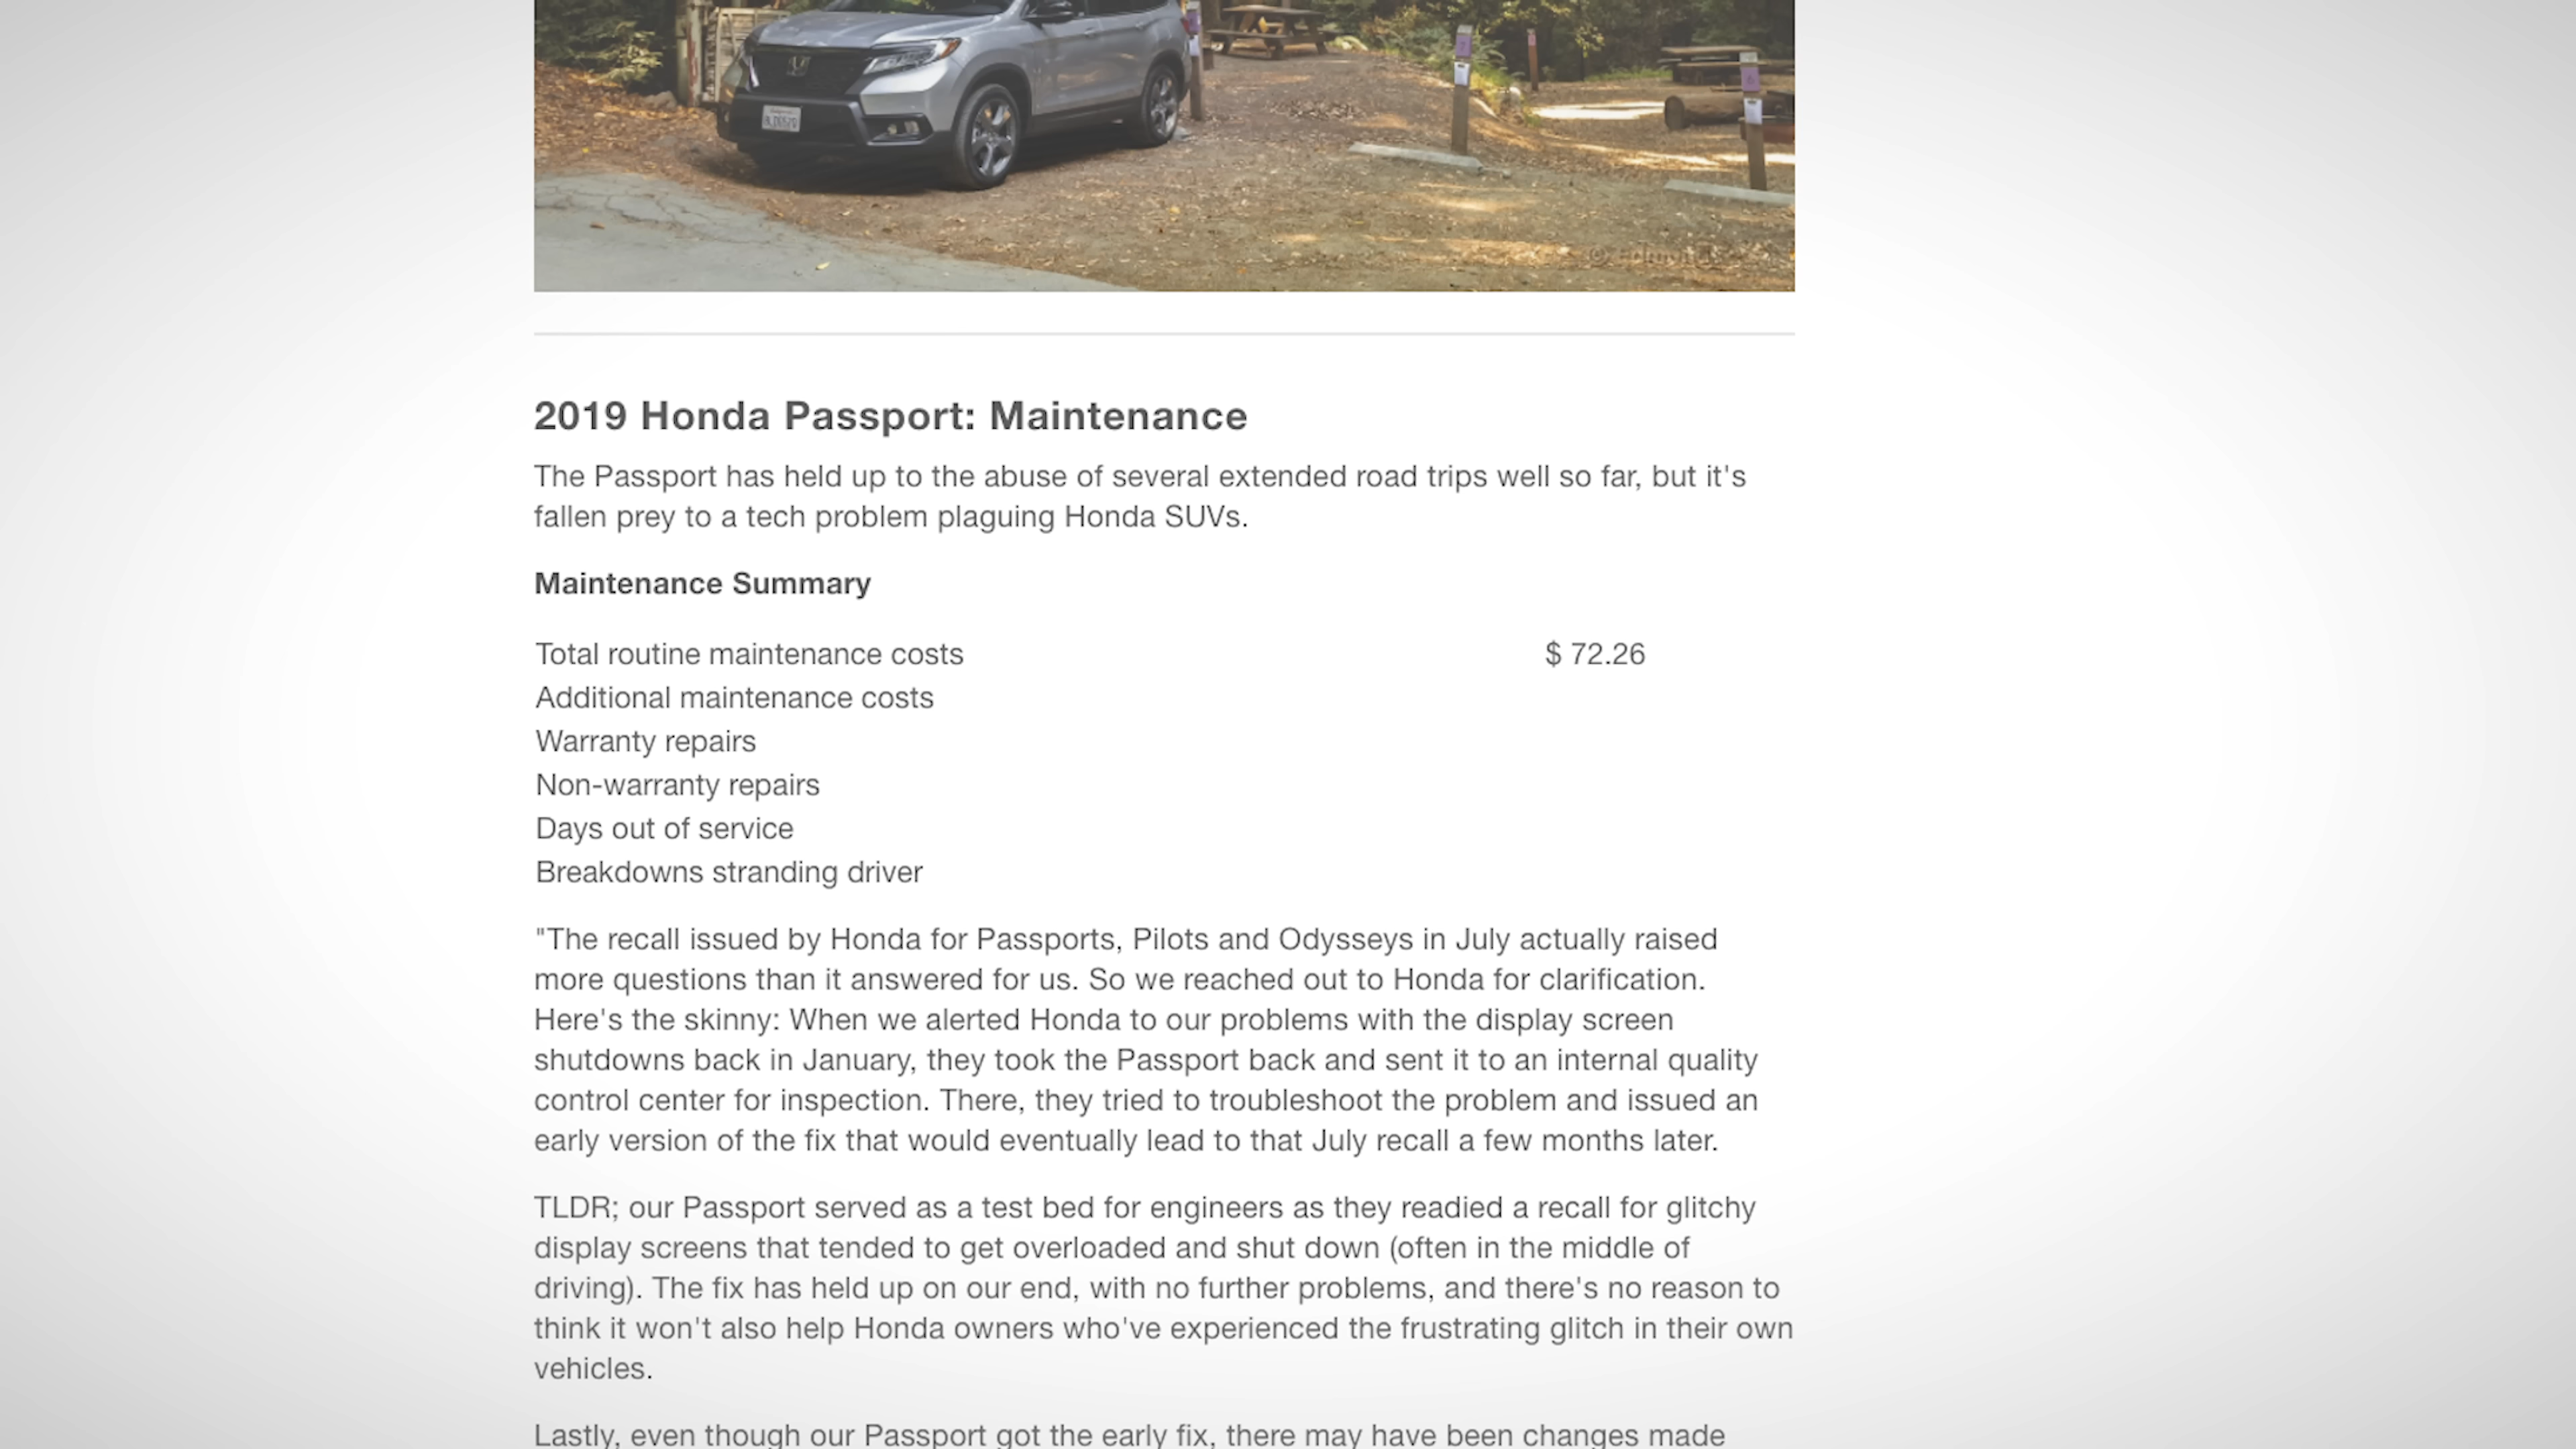 © Edmunds
2019 Honda Passport: Maintenance
The Passport has held up to the abuse of several extended road trips well so far, but it's
fallen prey to a tech problem plaguing Honda SUVs.
Maintenance Summary
Total routine maintenance costs $ 72.26
Additional maintenance costs
Warranty repairs
Non-warranty repairs
Days out of service
Breakdowns stranding driver
"The recall issued by Honda for Passports, Pilots and Odysseys in July actually raised
more questions than it answered for us. So we reached out to Honda for clarification.
Here's the skinny: When we alerted Honda to our problems with the display screen
shutdowns back in January, they took the Passport back and sent it to an internal quality
control center for inspection. There, they tried to troubleshoot the problem and issued an
early version of the fix that would eventually lead to that July recall a few months later.
TLDR; our Passport served as a test bed for engineers as they readied a recall for glitchy
display screens that tended to get overloaded and shut down (often in the middle of
driving). The fix has held up on our end, with no further problems, and there's no reason to
think it won't also help Honda owners who've experienced the frustrating glitch in their own
vehicles.
Lastly, even though our Passport got the early fix, there may have been changes made